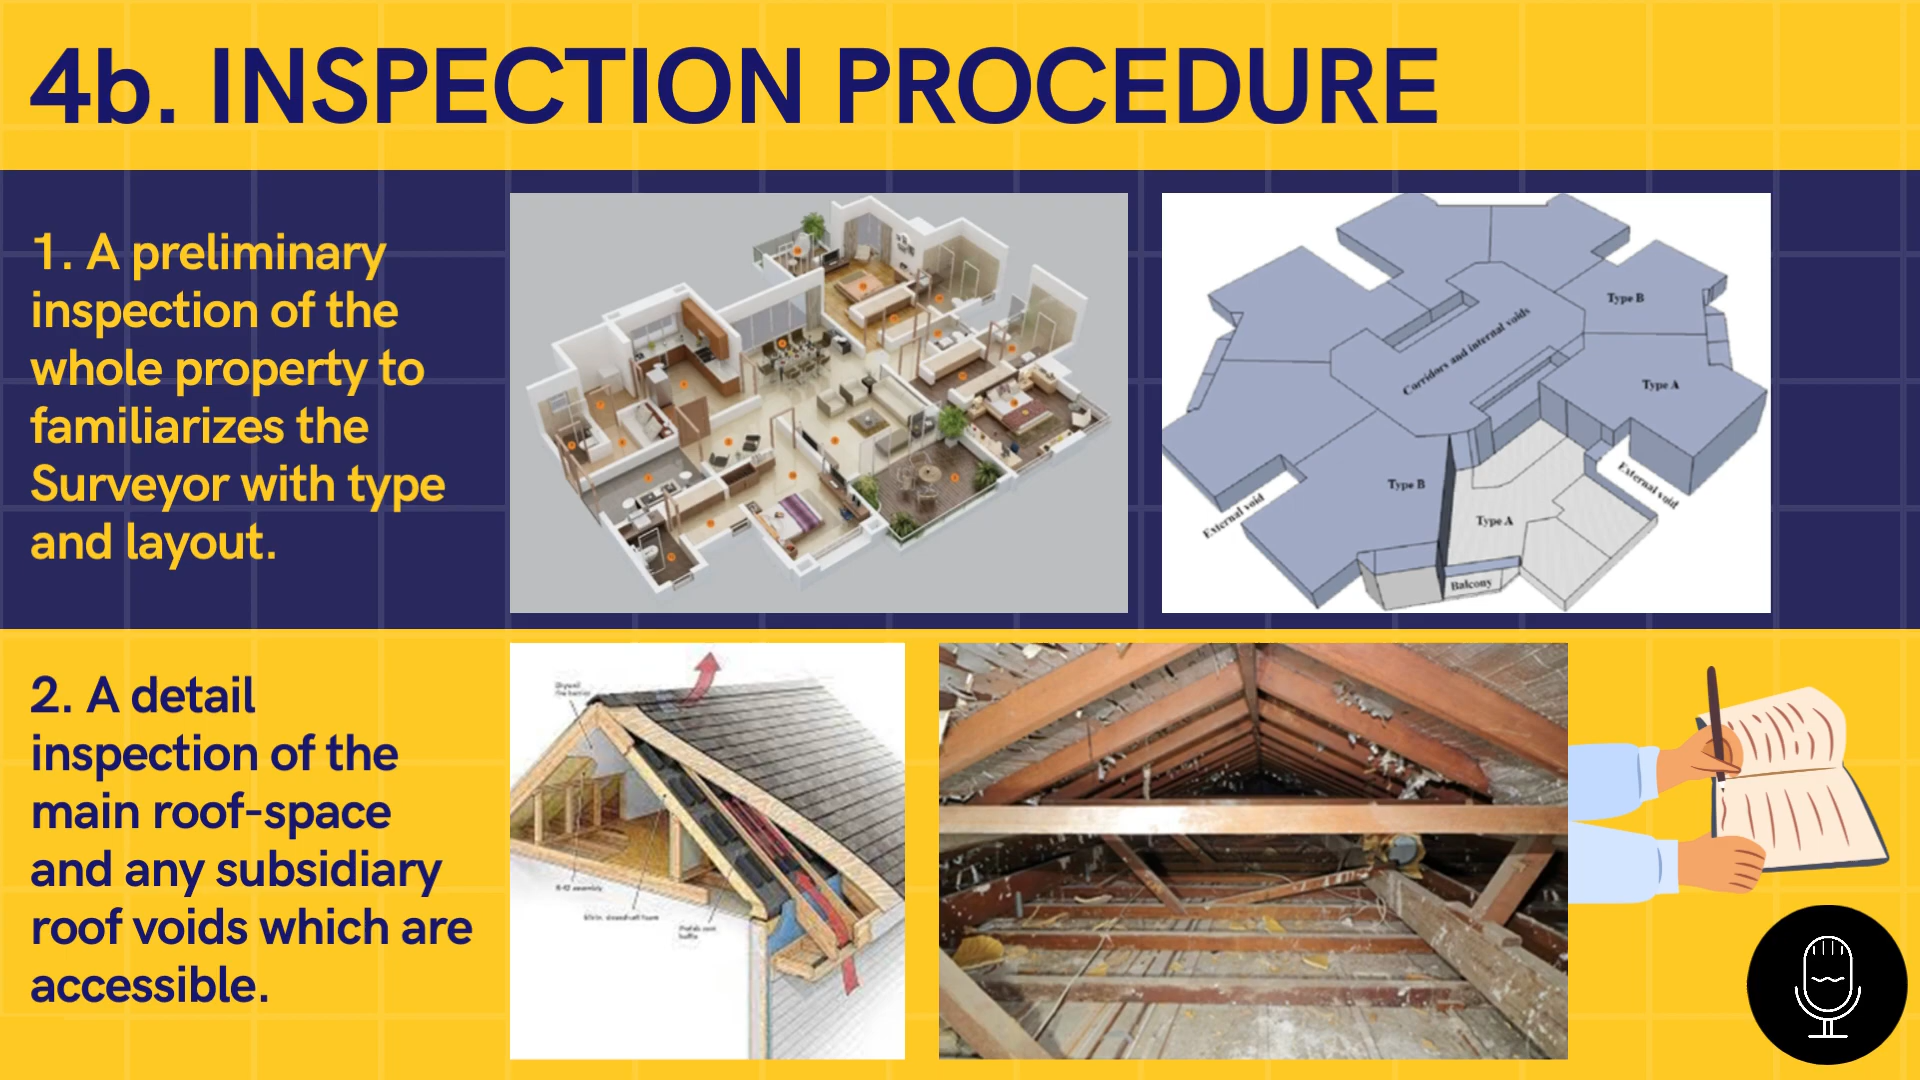 4b. INSPECTION PROCEDURE
1. A preliminary
inspection of the
whole property to
familiarizes the
Surveyor with type
and layout.
Type B
Corridors and internal voids
Type A
External void
Type B
Type A
External void
Balcony
2. A detail
inspection of the
main roof-space
and any subsidiary
roof voids which are
accessible.